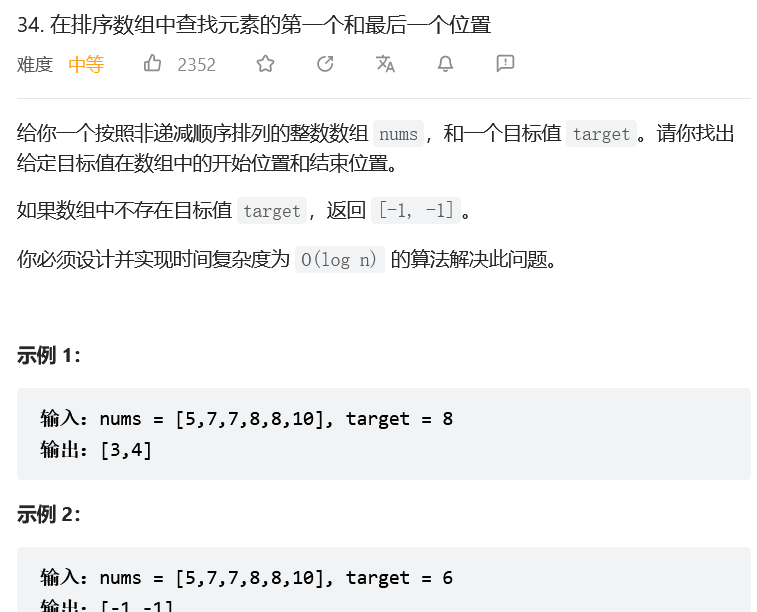 34. 在排序数组中查找元素的第一个和最后一个位置
难度 中等 2352
给你一个按照非递减顺序排列的整数数组 nums，和一个目标值 target。请你找出
给定目标值在数组中的开始位置和结束位置。
如果数组中不存在目标值 target，返回 [-1, -1]。
你必须设计并实现时间复杂度为 O(log n) 的算法解决此问题。
示例 1：
输入：nums = [5,7,7,8,8,10], target = 8
输出：[3,4]
示例 2：
输入：nums = [5,7,7,8,8,10], target = 6
输出：[-1,-1]